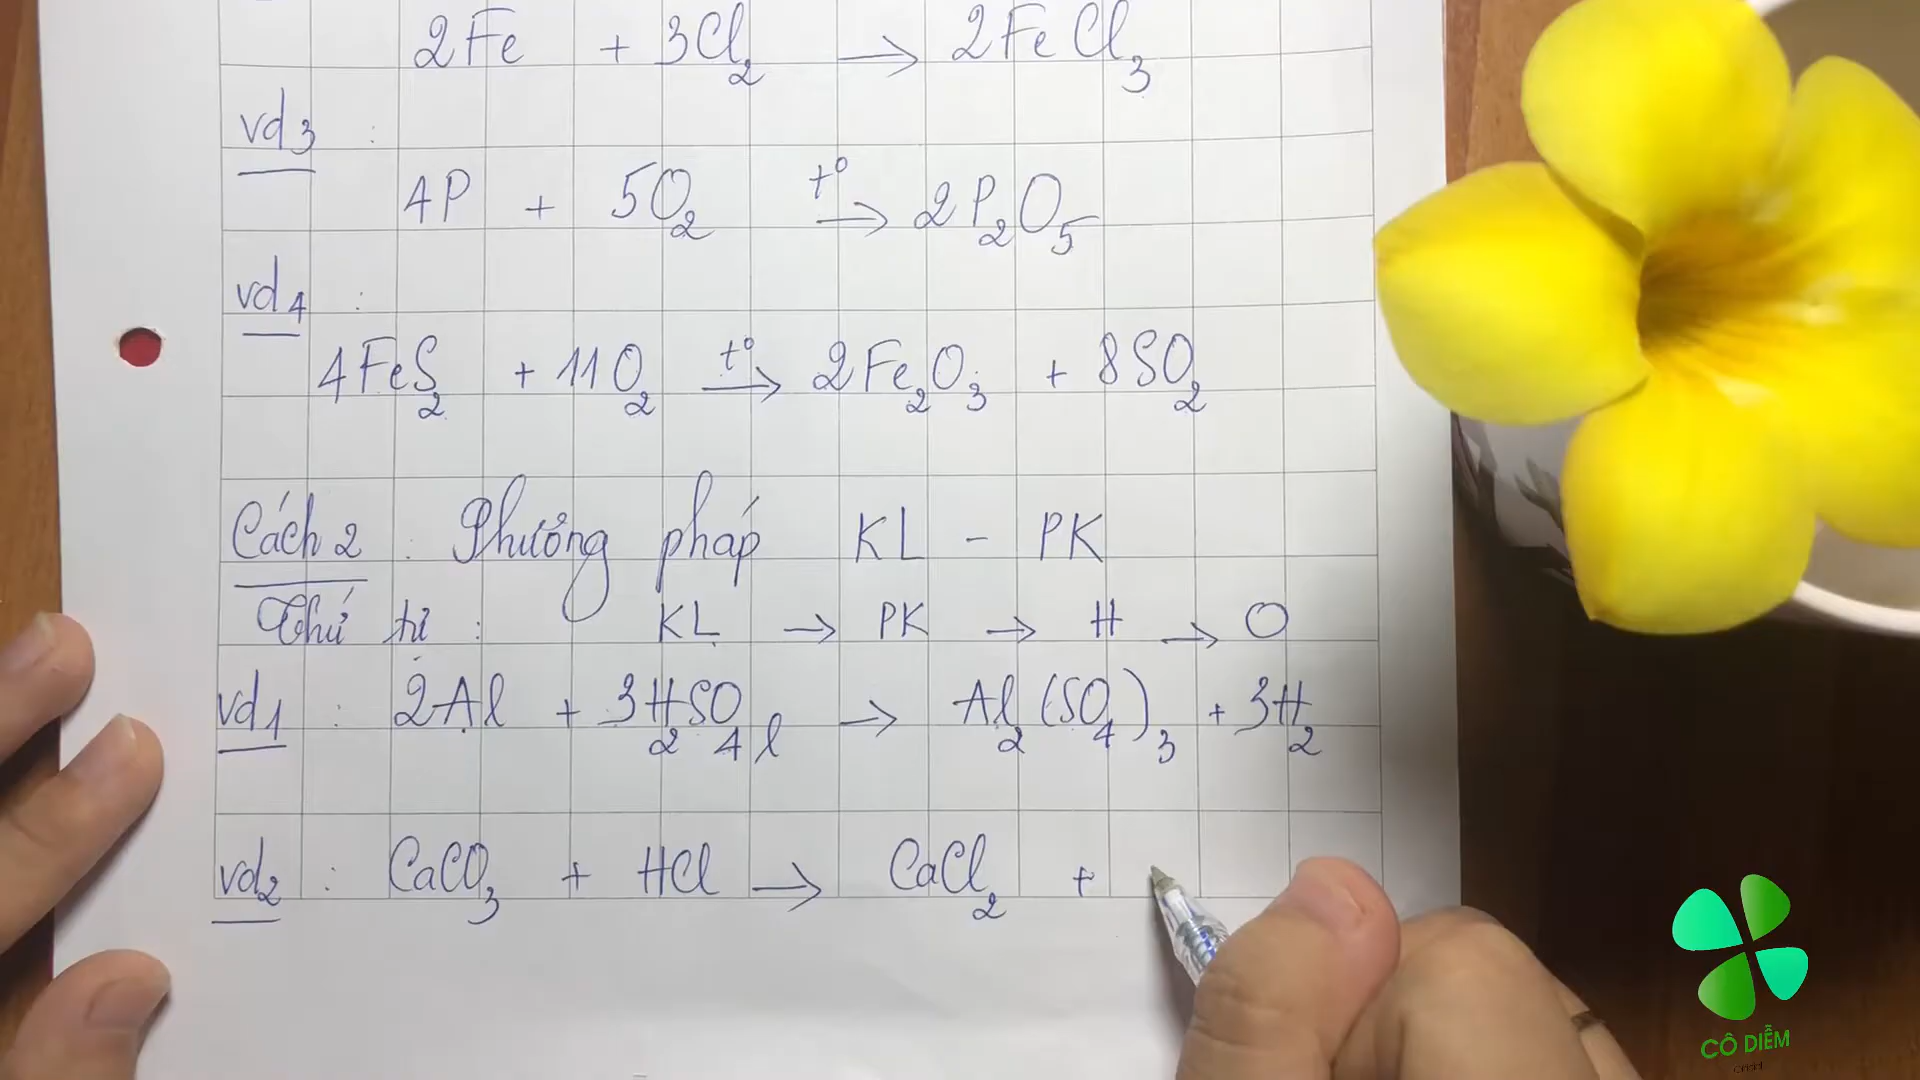 2Fe + 3Cl₂ → 2FeCl₃
vd3 :
4P + 5O₂ t° → 2P₂O₅
vd4 :
4FeS₂ + 11O₂ t° → 2Fe₂O₃ + 8SO₂
Cách 2 : Phương pháp KL - PK
Thứ tự : KL → PK → H → O
vd1 : 2Al + 3H₂SO₄ l → Al₂(SO₄)₃ + 3H₂
vd2 : CaCO₃ + HCl → CaCl₂ +
CÔ DIỄM